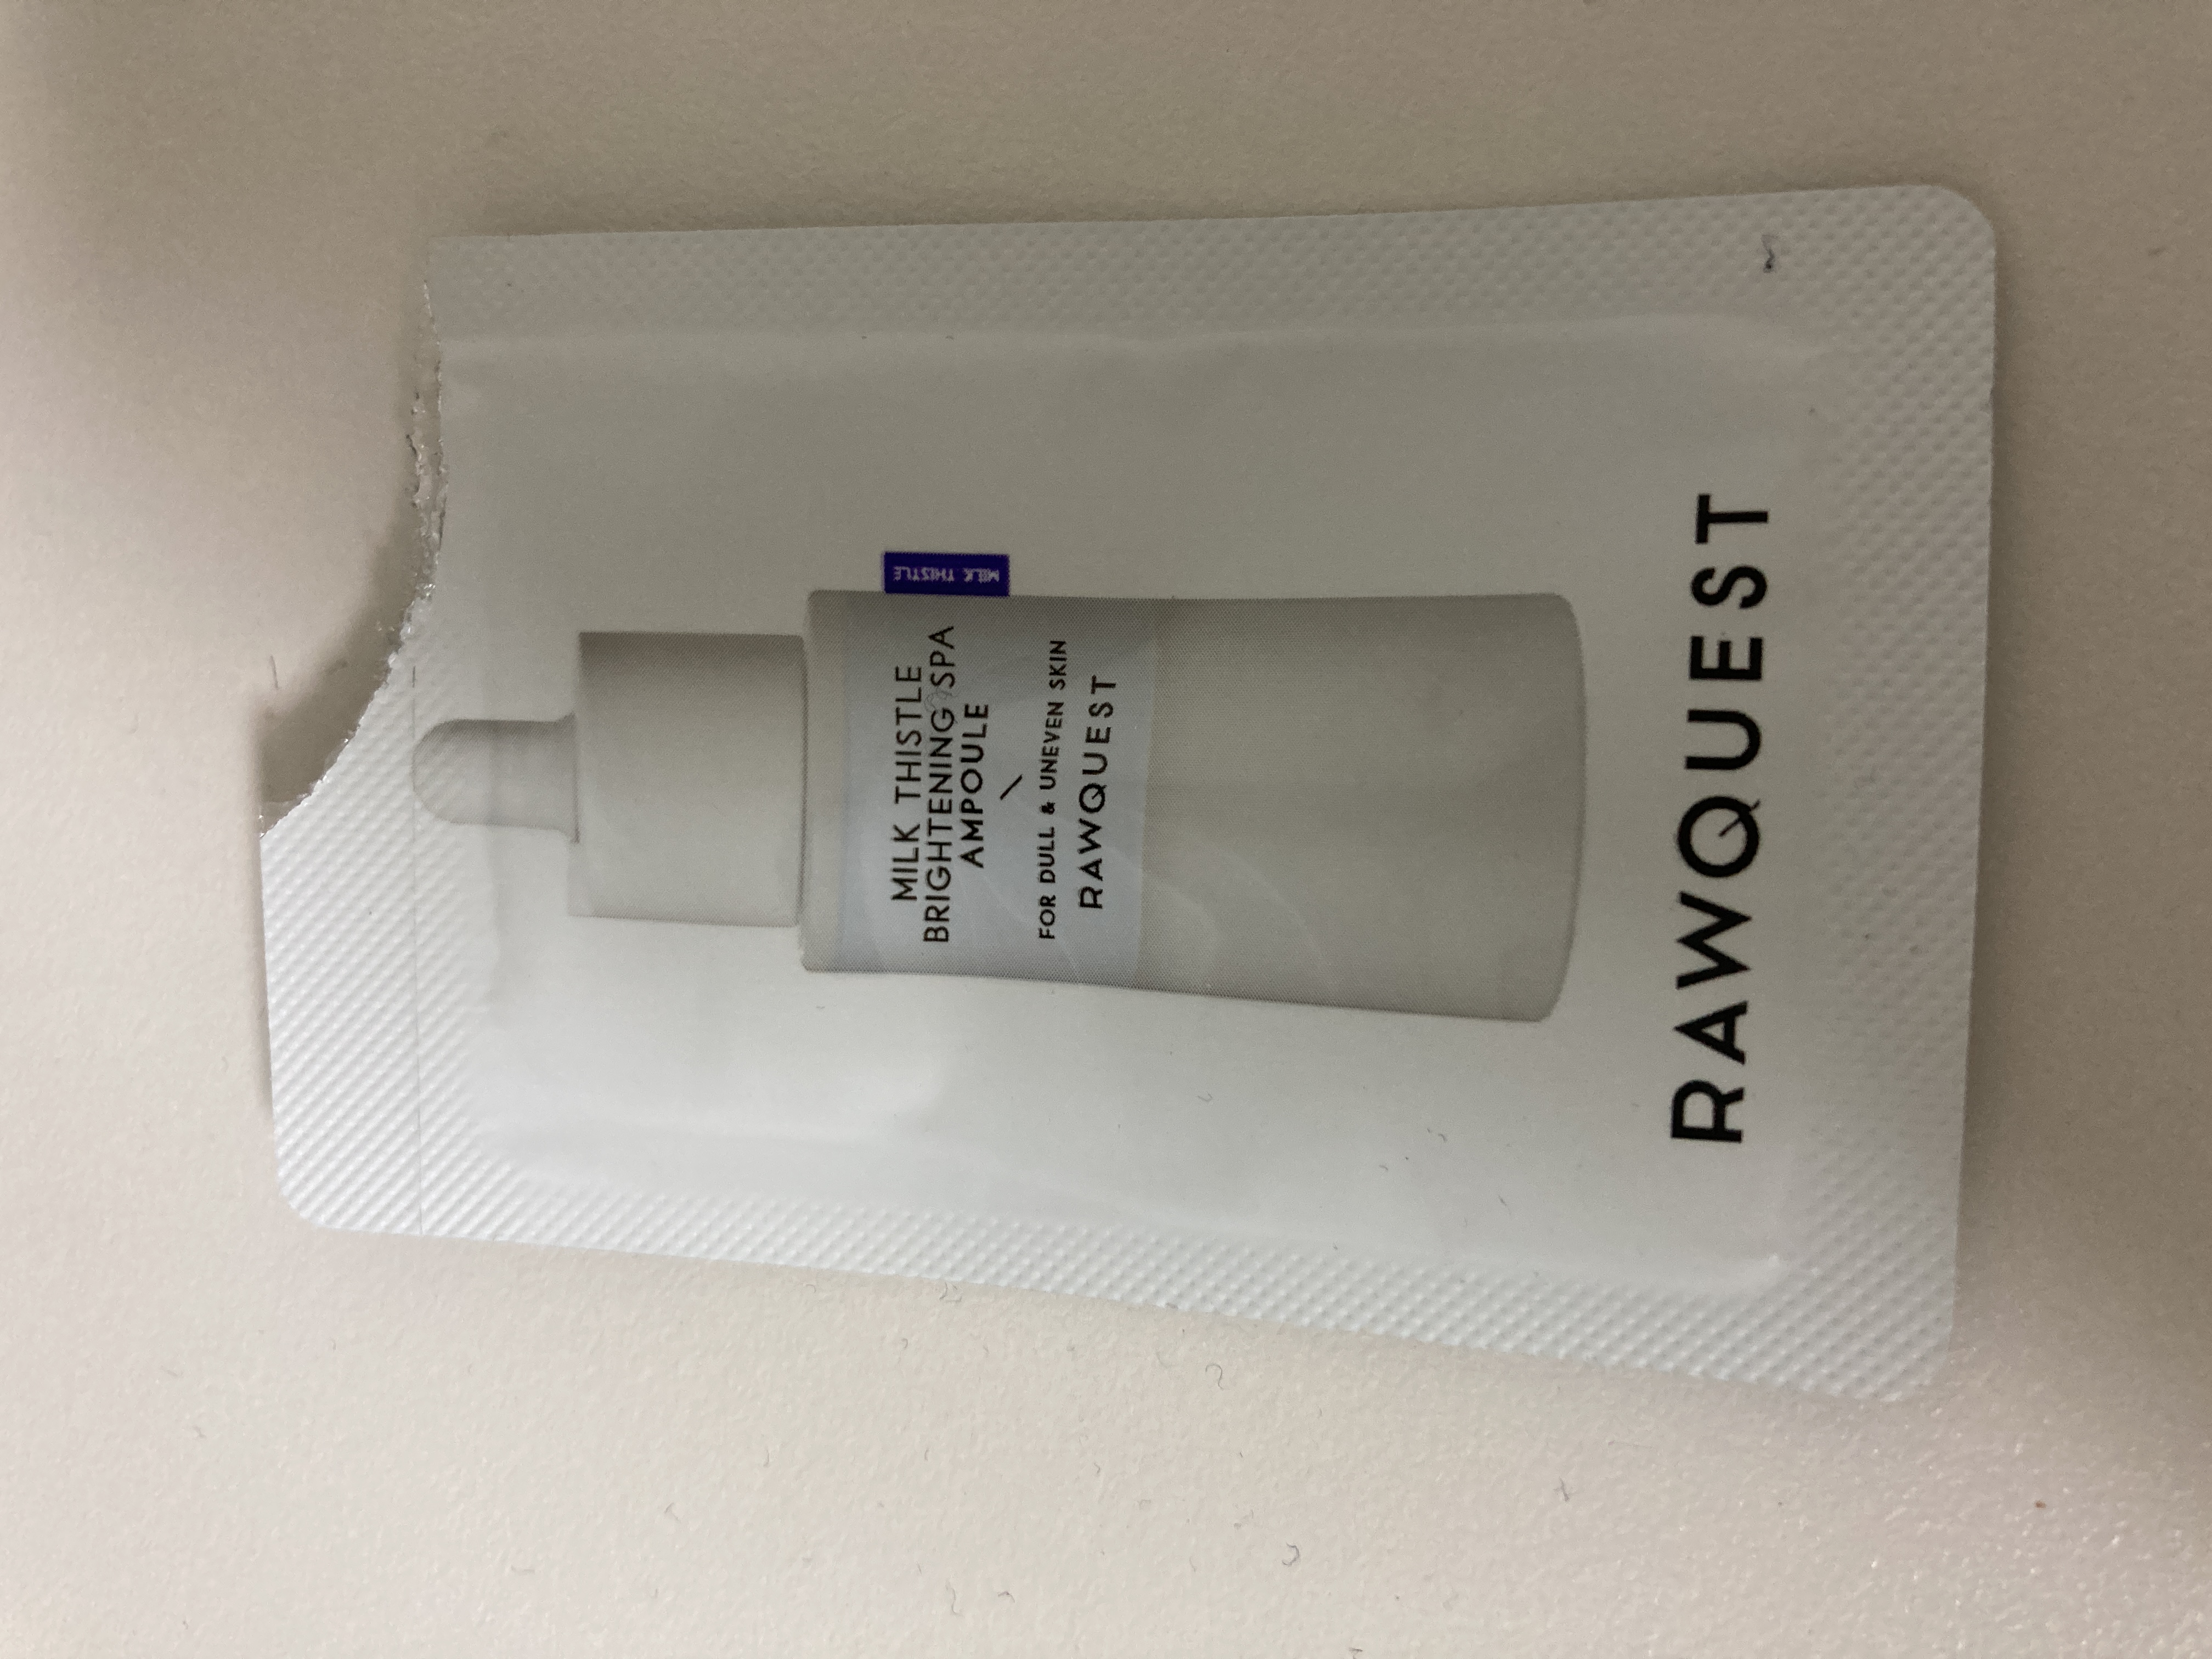 MILK THISTLE
MILK THISTLE
BRIGHTENING SPA
AMPOULE
FOR DULL & UNEVEN SKIN
RAWQUEST
RAWQUEST